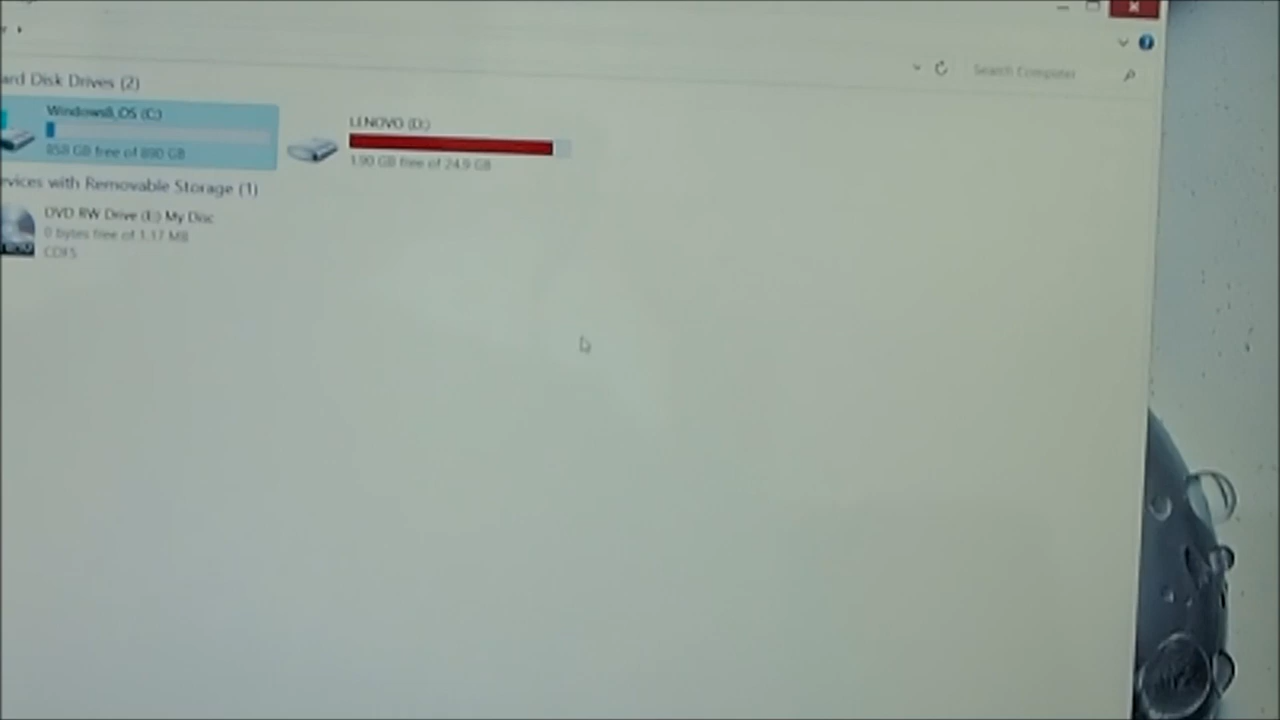 ard Disk Drives (2)
Windows8_OS (C:)
858 GB free of 890 GB
LENOVO (D:)
1.90 GB free of 24.9 GB
evices with Removable Storage (1)
DVD RW Drive (E:) My Disc
0 bytes free of 1.17 MB
CDFS
Search Computer